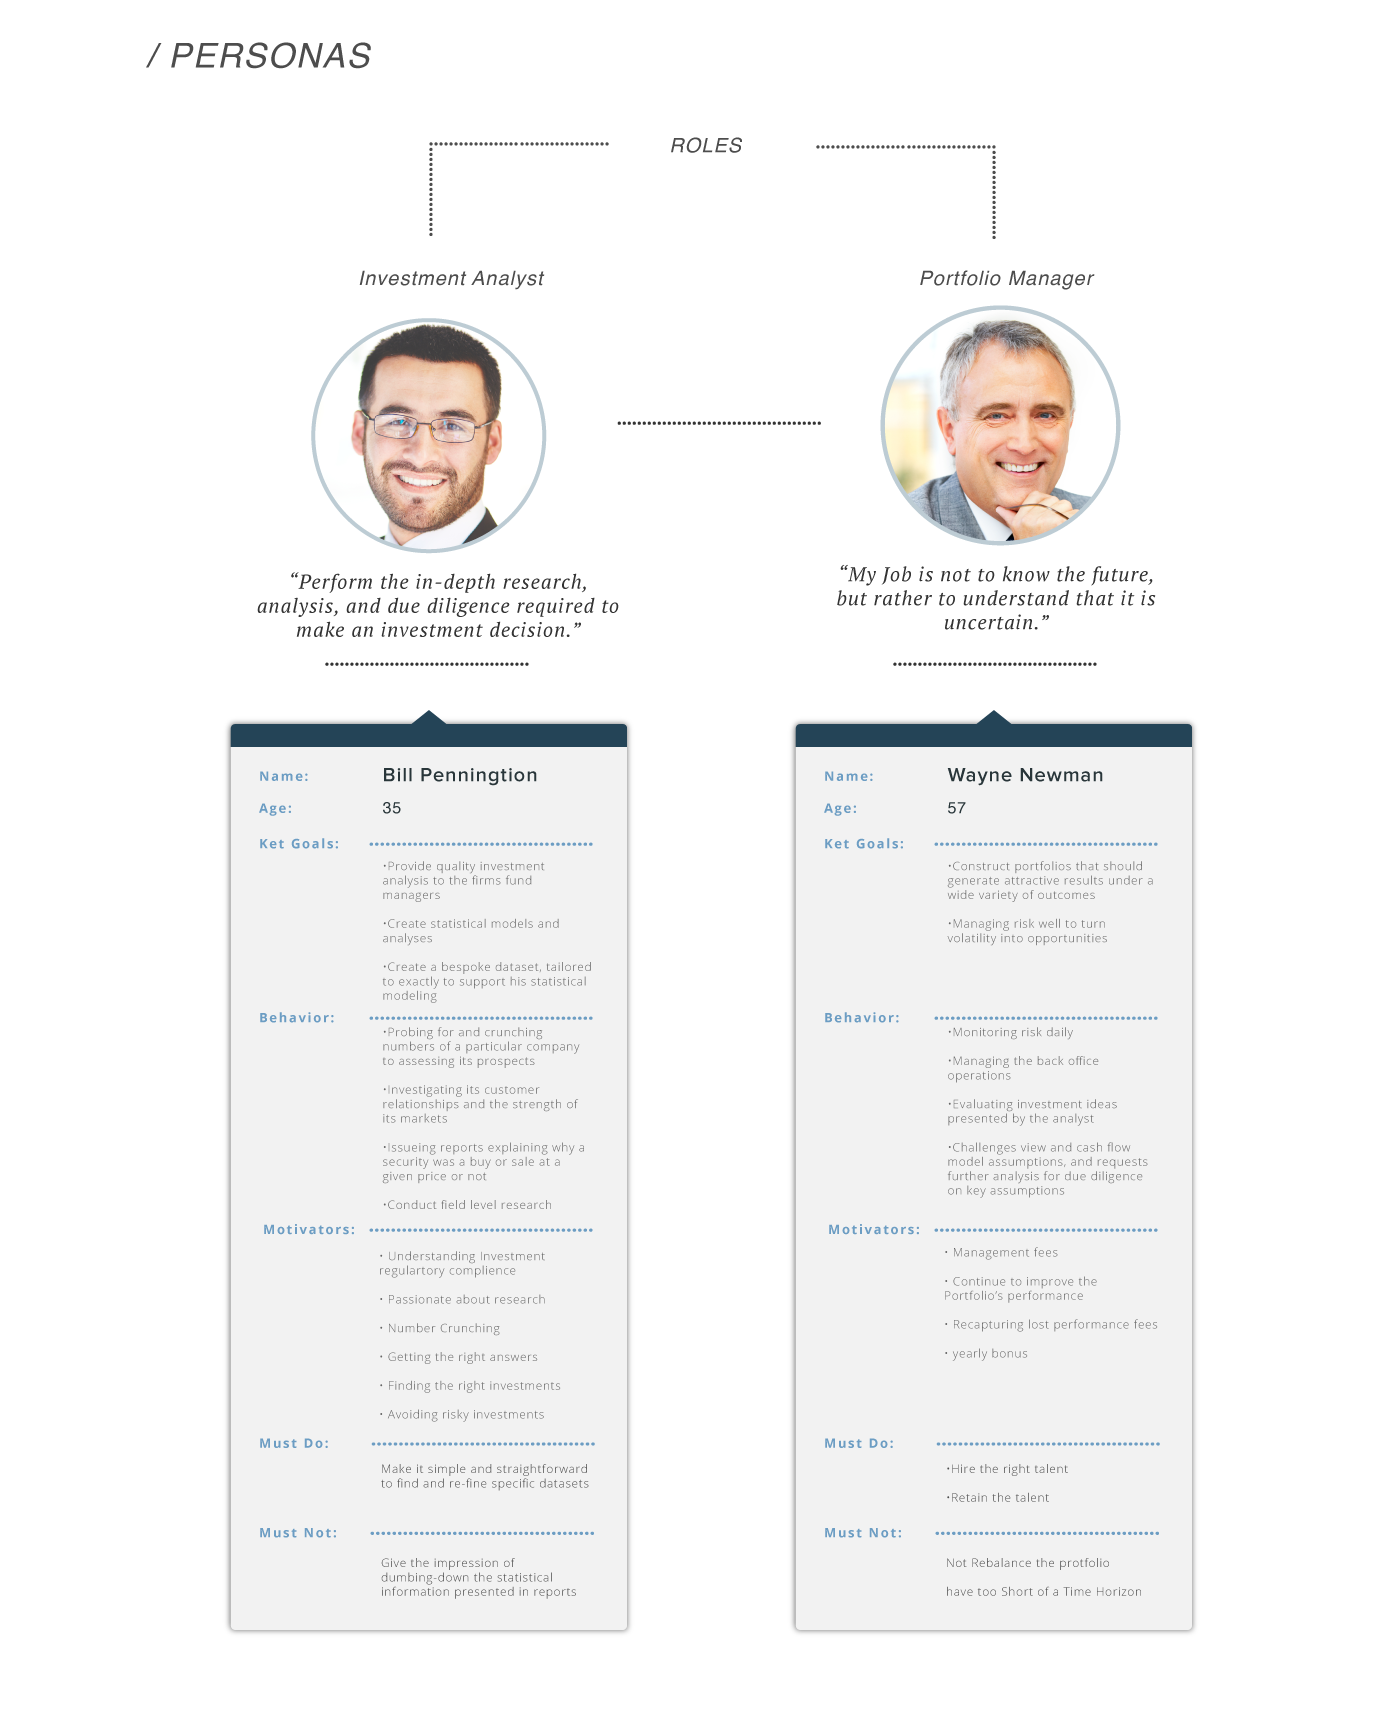 / PERSONAS
ROLES
Investment Analyst
“Perform the in-depth research,
analysis, and due diligence required to
make an investment decision.”
Name: Bill Penningtion
Age: 35
Ket Goals:
•Provide quality investment
analysis to the firms fund
managers
•Create statistical models and
analyses
•Create a bespoke dataset, tailored
to exactly to support his statistical
modeling
Behavior:
•Probing for and crunching
numbers of a particular company
to assessing its prospects
•Investigating its customer
relationships and the strength of
its markets
•Issueing reports explaining why a
security was a buy or sale at a
given price or not
•Conduct field level research
Motivators:
• Understanding Investment
regulartory complience
• Passionate about research
• Number Crunching
• Getting the right answers
• Finding the right investments
• Avoiding risky investments
Must Do:
Make it simple and straightforward
to find and re-fine specific datasets
Must Not:
Give the impression of
dumbing-down the statistical
information presented in reports
Portfolio Manager
“My Job is not to know the future,
but rather to understand that it is
uncertain.”
Name: Wayne Newman
Age: 57
Ket Goals:
•Construct portfolios that should
generate attractive results under a
wide variety of outcomes
•Managing risk well to turn
volatility into opportunities
Behavior:
•Monitoring risk daily
•Managing the back office
operations
•Evaluating investment ideas
presented by the analyst
•Challenges view and cash flow
model assumptions, and requests
further analysis for due diligence
on key assumptions
Motivators:
• Management fees
• Continue to improve the
Portfolio’s performance
• Recapturing lost performance fees
• yearly bonus
Must Do:
•Hire the right talent
•Retain the talent
Must Not:
Not Rebalance the protfolio
have too Short of a Time Horizon